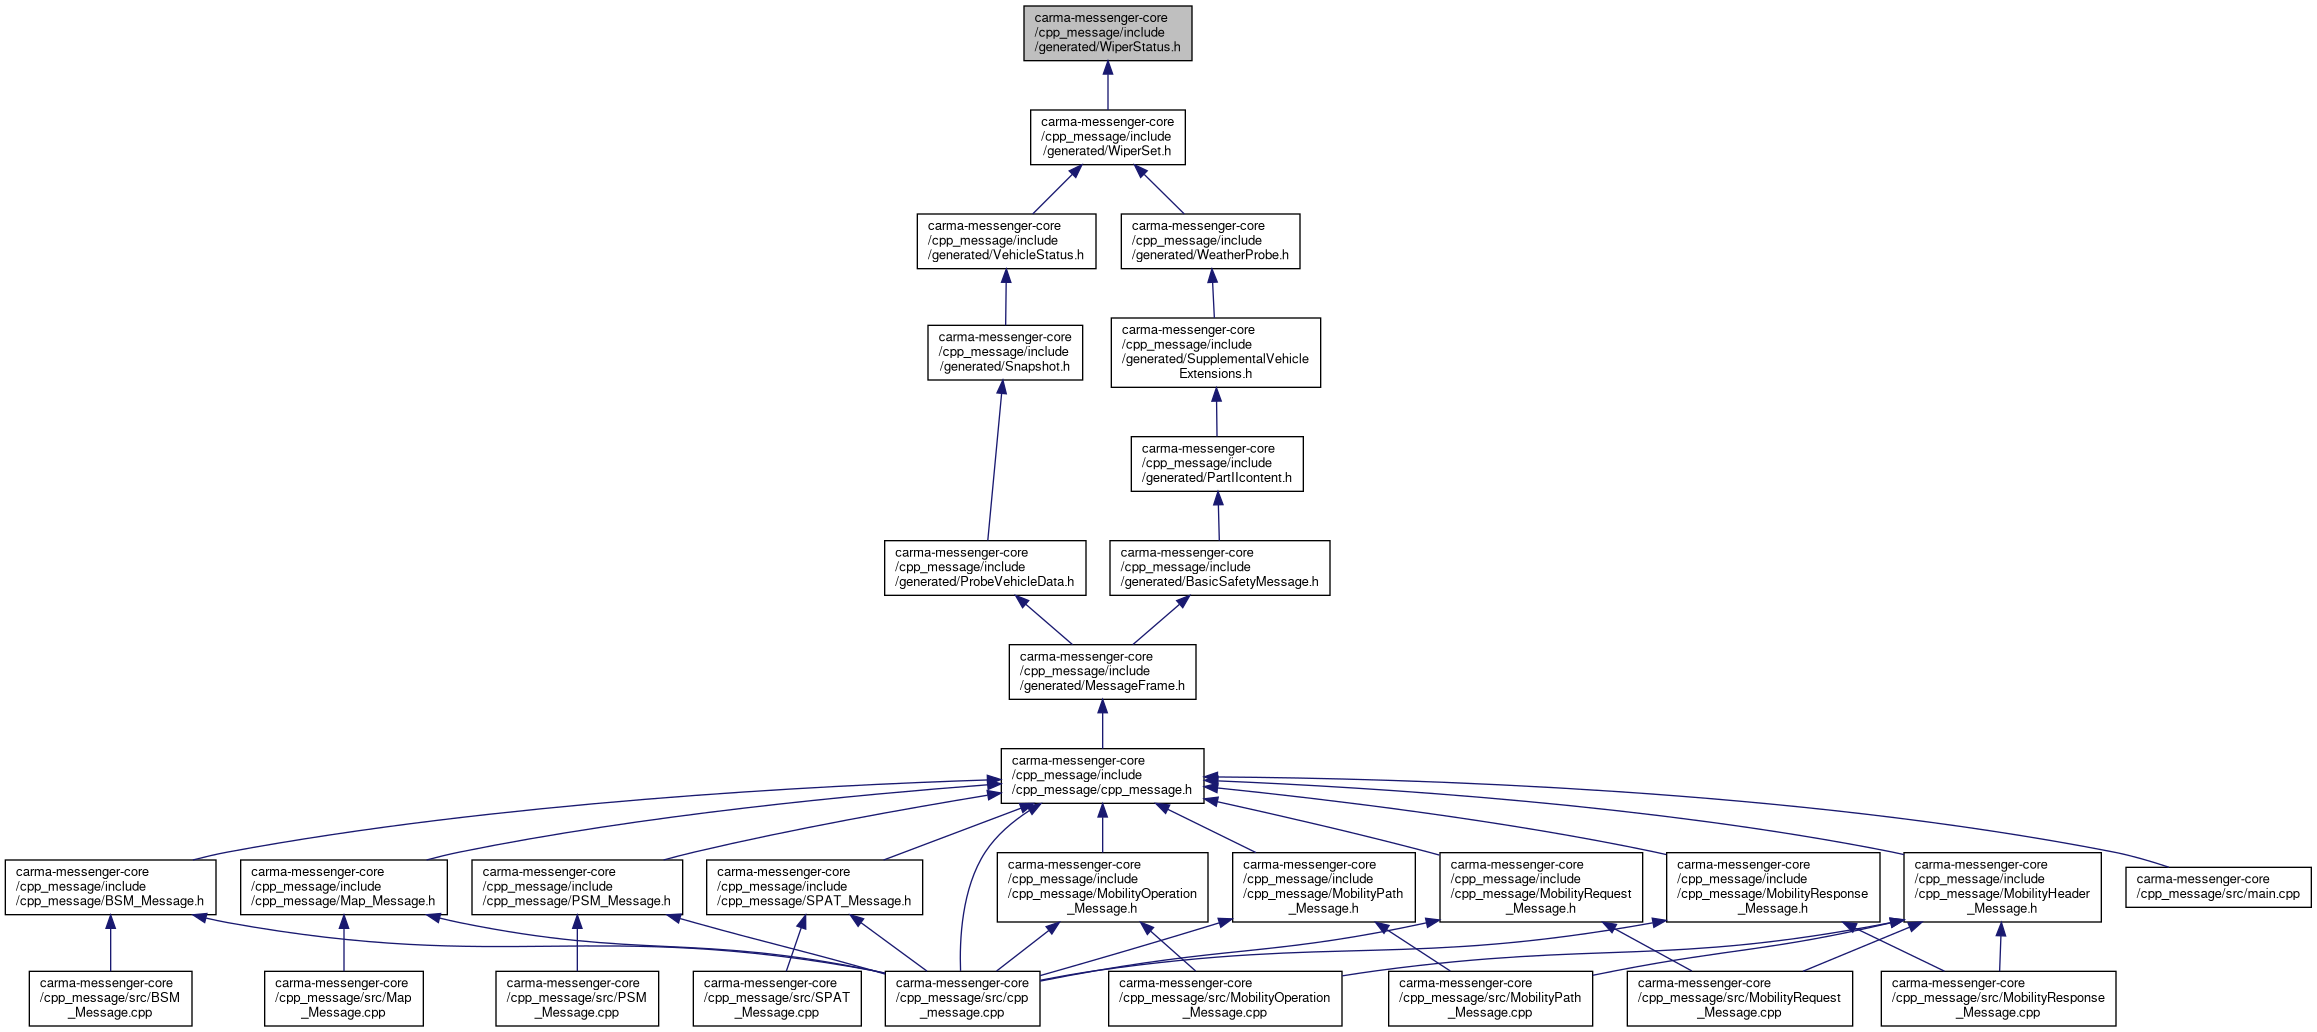 carma-messenger-core
/cpp_message/include
/generated/WiperStatus.h
carma-messenger-core
/cpp_message/include
/generated/WiperSet.h
carma-messenger-core
/cpp_message/include
/generated/VehicleStatus.h
carma-messenger-core
/cpp_message/include
/generated/WeatherProbe.h
carma-messenger-core
/cpp_message/include
/generated/Snapshot.h
carma-messenger-core
/cpp_message/include
/generated/SupplementalVehicle
Extensions.h
carma-messenger-core
/cpp_message/include
/generated/PartIIcontent.h
carma-messenger-core
/cpp_message/include
/generated/ProbeVehicleData.h
carma-messenger-core
/cpp_message/include
/generated/BasicSafetyMessage.h
carma-messenger-core
/cpp_message/include
/generated/MessageFrame.h
carma-messenger-core
/cpp_message/include
/cpp_message/cpp_message.h
carma-messenger-core
/cpp_message/include
/cpp_message/BSM_Message.h
carma-messenger-core
/cpp_message/include
/cpp_message/Map_Message.h
carma-messenger-core
/cpp_message/include
/cpp_message/PSM_Message.h
carma-messenger-core
/cpp_message/include
/cpp_message/SPAT_Message.h
carma-messenger-core
/cpp_message/include
/cpp_message/MobilityOperation
_Message.h
carma-messenger-core
/cpp_message/include
/cpp_message/MobilityPath
_Message.h
carma-messenger-core
/cpp_message/include
/cpp_message/MobilityRequest
_Message.h
carma-messenger-core
/cpp_message/include
/cpp_message/MobilityResponse
_Message.h
carma-messenger-core
/cpp_message/include
/cpp_message/MobilityHeader
_Message.h
carma-messenger-core
/cpp_message/src/main.cpp
carma-messenger-core
/cpp_message/src/BSM
_Message.cpp
carma-messenger-core
/cpp_message/src/Map
_Message.cpp
carma-messenger-core
/cpp_message/src/PSM
_Message.cpp
carma-messenger-core
/cpp_message/src/SPAT
_Message.cpp
carma-messenger-core
/cpp_message/src/cpp
_message.cpp
carma-messenger-core
/cpp_message/src/MobilityOperation
_Message.cpp
carma-messenger-core
/cpp_message/src/MobilityPath
_Message.cpp
carma-messenger-core
/cpp_message/src/MobilityRequest
_Message.cpp
carma-messenger-core
/cpp_message/src/MobilityResponse
_Message.cpp